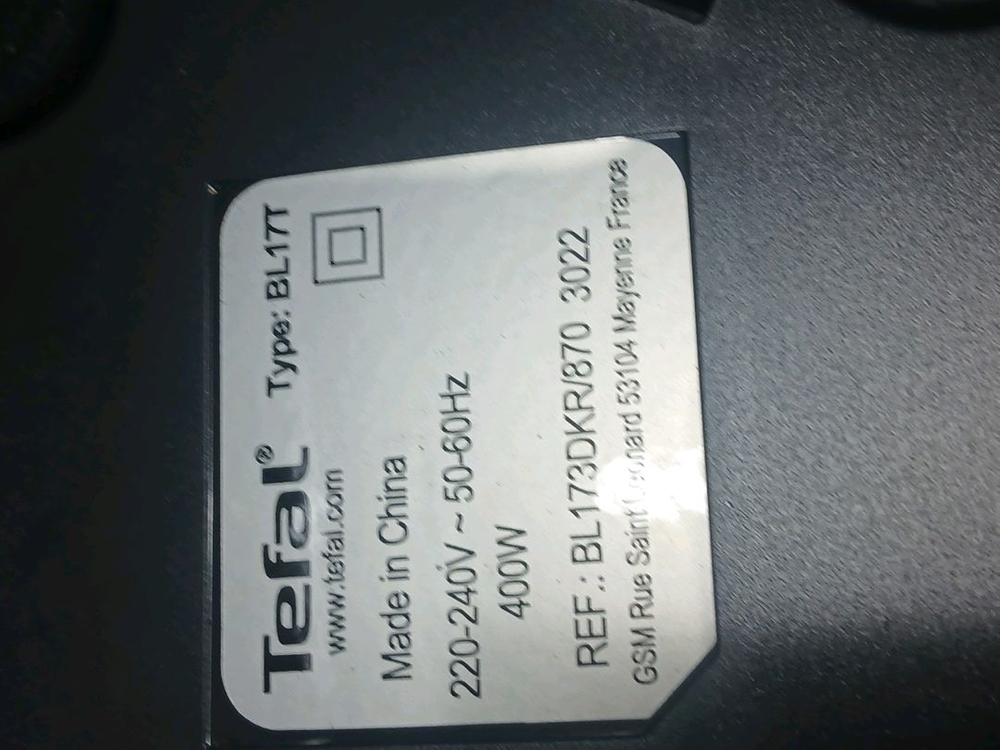 Tefal® Type: BL17T
www.tefal.com
Made in China
220-240V ~ 50-60Hz
400W
REF.: BL173DKR/870 3022
GSM Rue Saint Léonard 53104 Mayenne France